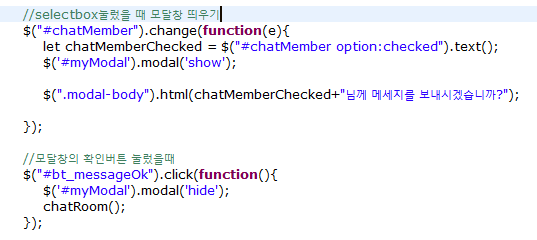 //selectbox눌렀을 때 모달창 띄우기
$("#chatMember").change(function(e){
let chatMemberChecked = $("#chatMember option:checked").text();
$('#myModal').modal('show');
$(".modal-body").html(chatMemberChecked+"님께 메세지를 보내시겠습니까?");
});
//모달창의 확인버튼 눌렀을때
$("#bt_messageOk").click(function(){
$('#myModal').modal('hide');
chatRoom();
});